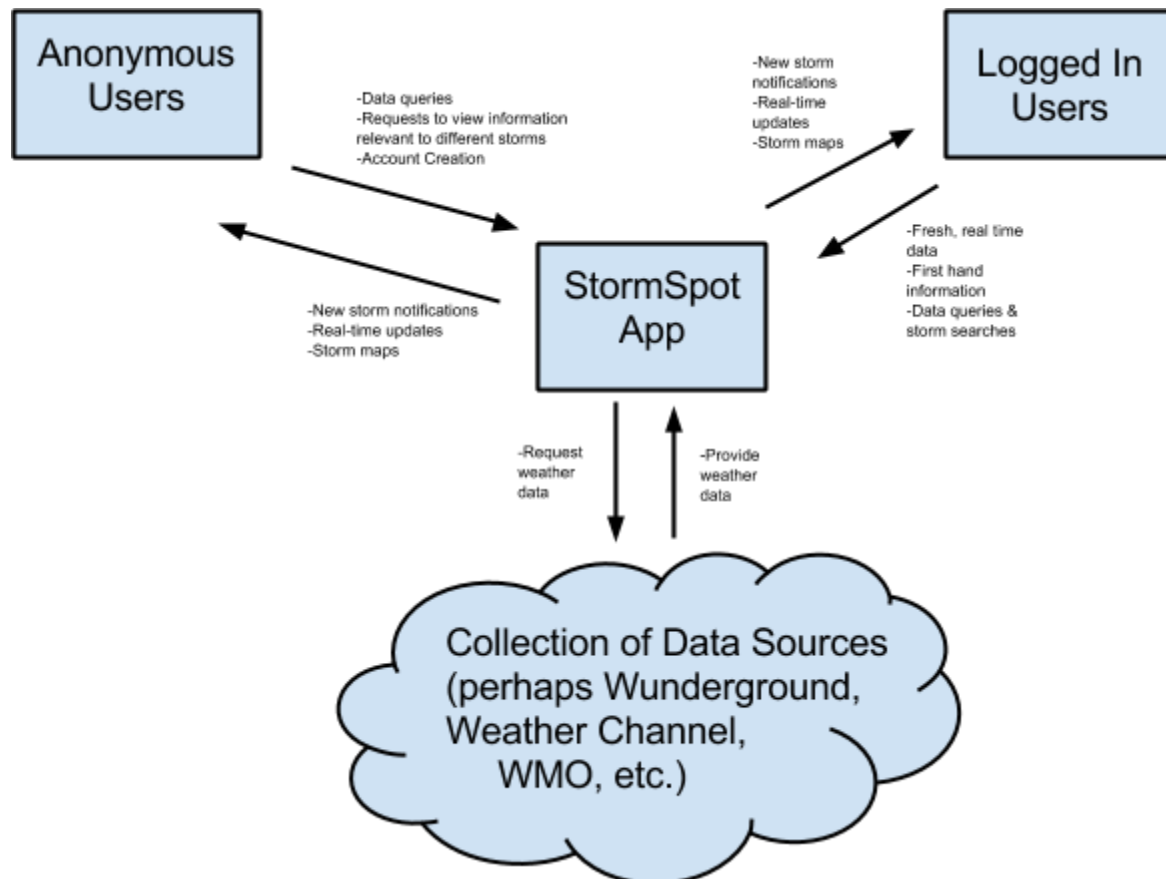 Anonymous
Users
-Data queries
-Requests to view information
relevant to different storms
-Account Creation
-New storm
notifications
-Real-time
updates
-Storm maps
Logged In
Users
-New storm notifications
-Real-time updates
-Storm maps
StormSpot
App
-Fresh, real time
data
-First hand
information
-Data queries &
storm searches
-Request
weather
data
-Provide
weather
data
Collection of Data Sources
(perhaps Wunderground,
Weather Channel,
WMO, etc.)